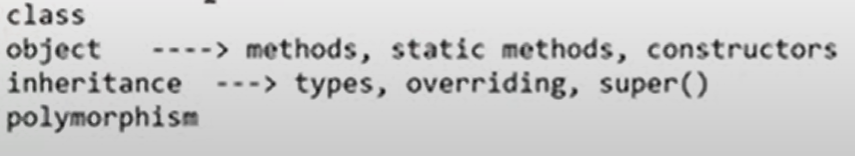 class
object   ----> methods, static methods, constructors
inheritance  ---> types, overriding, super()
polymorphism